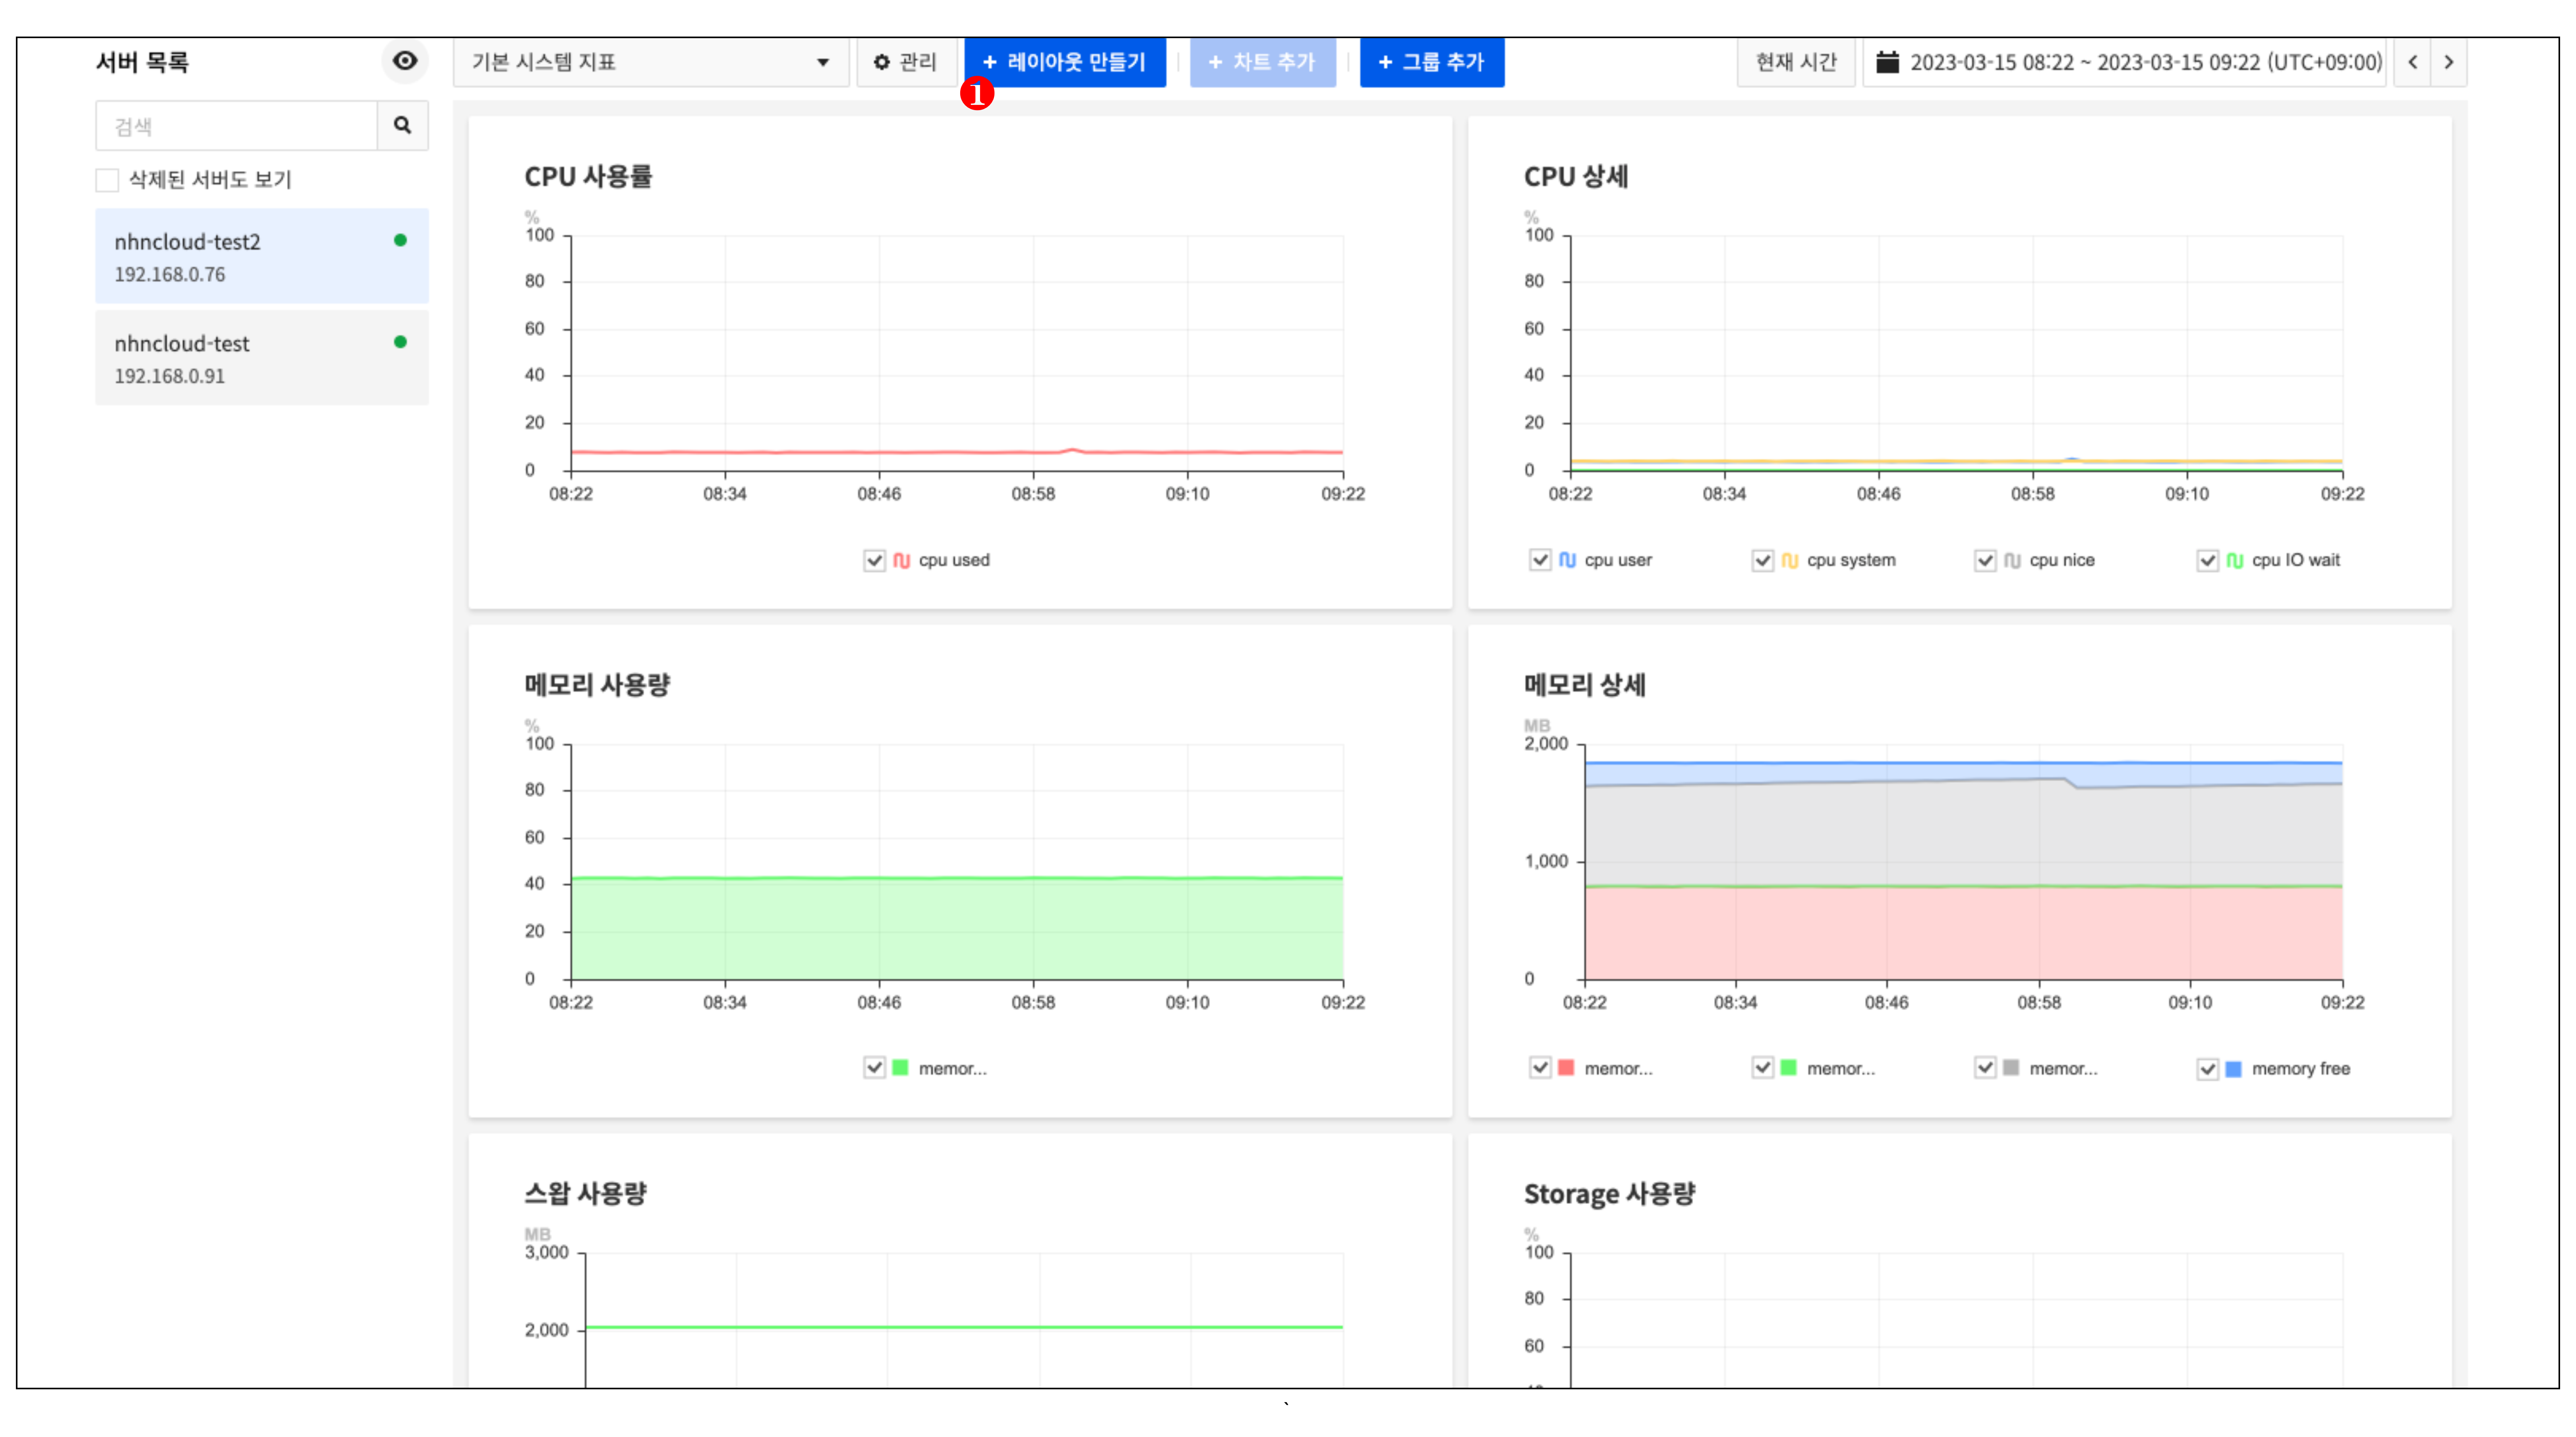 서버 목록
기본 시스템 지표
관리
+ 레이아웃 만들기
+ 차트 추가
+ 그룹 추가
현재 시간
2023-03-15 08:22 ~ 2023-03-15 09:22 (UTC+09:00)
1
검색
삭제된 서버도 보기
nhncloud-test2
192.168.0.76
nhncloud-test
192.168.0.91
CPU 사용률
%
100
80
60
40
20
0
08:22 08:34 08:46 08:58 09:10 09:22
cpu used
CPU 상세
%
100
80
60
40
20
0
08:22 08:34 08:46 08:58 09:10 09:22
cpu user cpu system cpu nice cpu IO wait
메모리 사용량
%
100
80
60
40
20
0
08:22 08:34 08:46 08:58 09:10 09:22
memor...
메모리 상세
MB
2,000
1,000
0
08:22 08:34 08:46 08:58 09:10 09:22
memor... memor... memor... memory free
스왑 사용량
MB
3,000
2,000
Storage 사용량
%
100
80
60
`